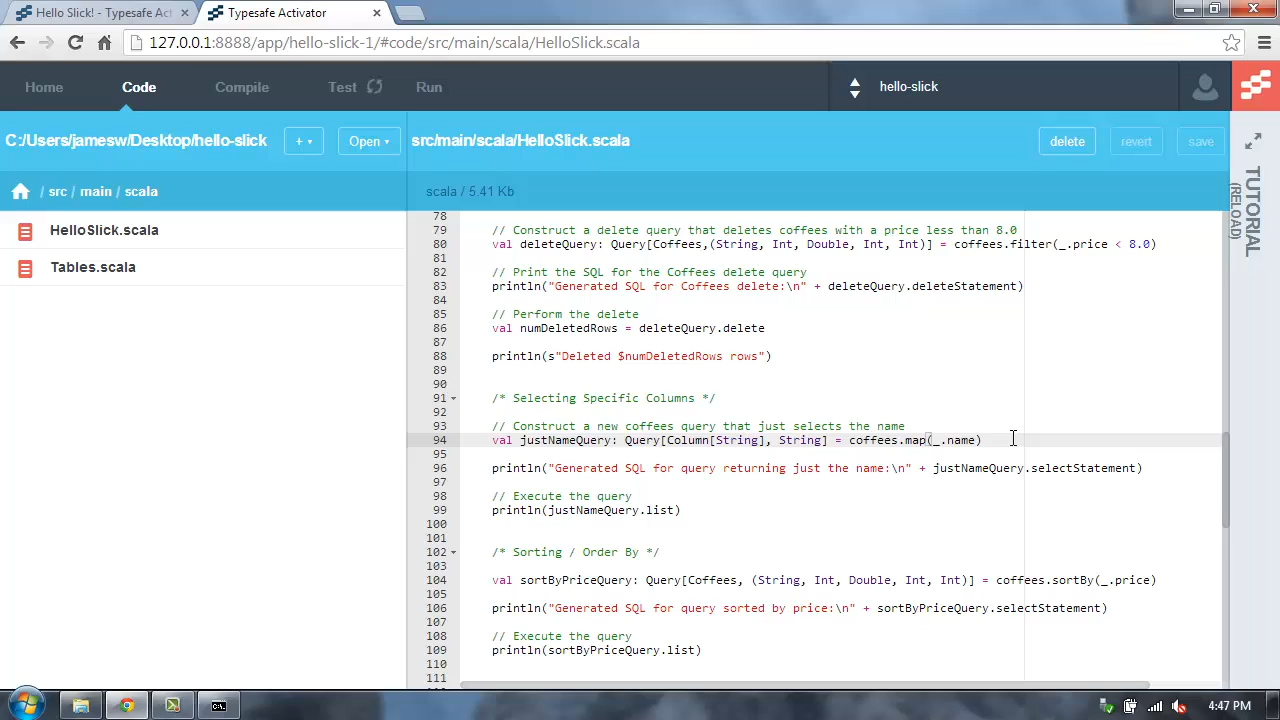 Hello Slick! - Typesafe Act
Typesafe Activator
127.0.0.1:8888/app/hello-slick-1/#code/src/main/scala/HelloSlick.scala
Home Code Compile Test Run hello-slick
C:/Users/jamesw/Desktop/hello-slick + Open src/main/scala/HelloSlick.scala delete revert save
/ src / main / scala scala / 5.41 Kb
TUTORIAL
(RELOAD)
HelloSlick.scala
Tables.scala
78
79 // Construct a delete query that deletes coffees with a price less than 8.0
80 val deleteQuery: Query[Coffees,(String, Int, Double, Int, Int)] = coffees.filter(_.price < 8.0)
81
82 // Print the SQL for the Coffees delete query
83 println("Generated SQL for Coffees delete:\n" + deleteQuery.deleteStatement)
84
85 // Perform the delete
86 val numDeletedRows = deleteQuery.delete
87
88 println(s"Deleted $numDeletedRows rows")
89
90
91 /* Selecting Specific Columns */
92
93 // Construct a new coffees query that just selects the name
94 val justNameQuery: Query[Column[String], String] = coffees.map(_.name)
95
96 println("Generated SQL for query returning just the name:\n" + justNameQuery.selectStatement)
97
98 // Execute the query
99 println(justNameQuery.list)
100
101
102 /* Sorting / Order By */
103
104 val sortByPriceQuery: Query[Coffees, (String, Int, Double, Int, Int)] = coffees.sortBy(_.price)
105
106 println("Generated SQL for query sorted by price:\n" + sortByPriceQuery.selectStatement)
107
108 // Execute the query
109 println(sortByPriceQuery.list)
110
111
4:47 PM